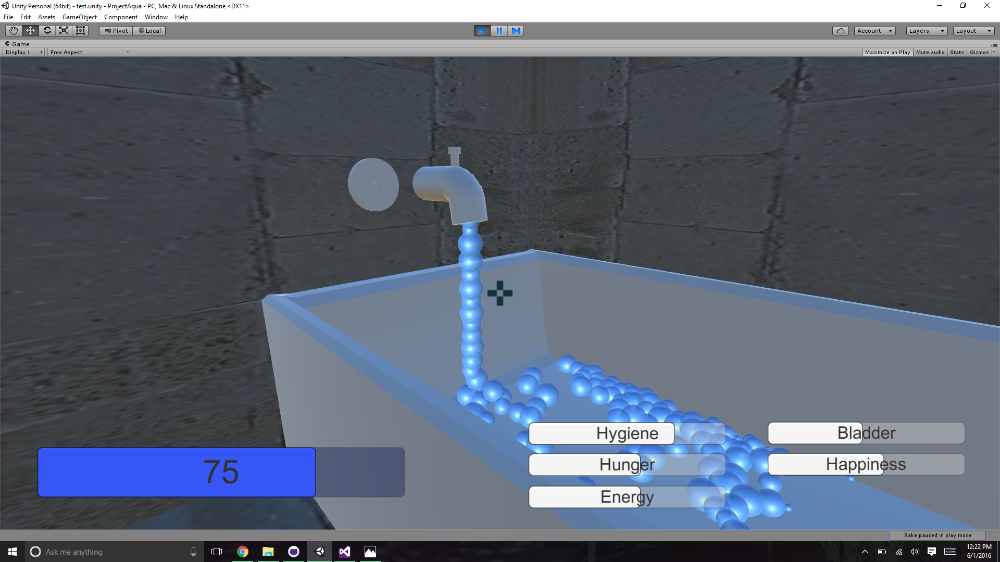 Unity Personal (64bit) - test.unity - ProjectAqua - PC, Mac & Linux Standalone <DX11>
File Edit Assets GameObject Component Window Help
Pivot Local Account Layers Layout
Game
Display 1 Free Aspect Maximize on Play Mute audio Stats Gizmos
Hygiene Bladder
75 Hunger Happiness
Energy
Bake paused in play mode
Ask me anything
12:22 PM
6/1/2016